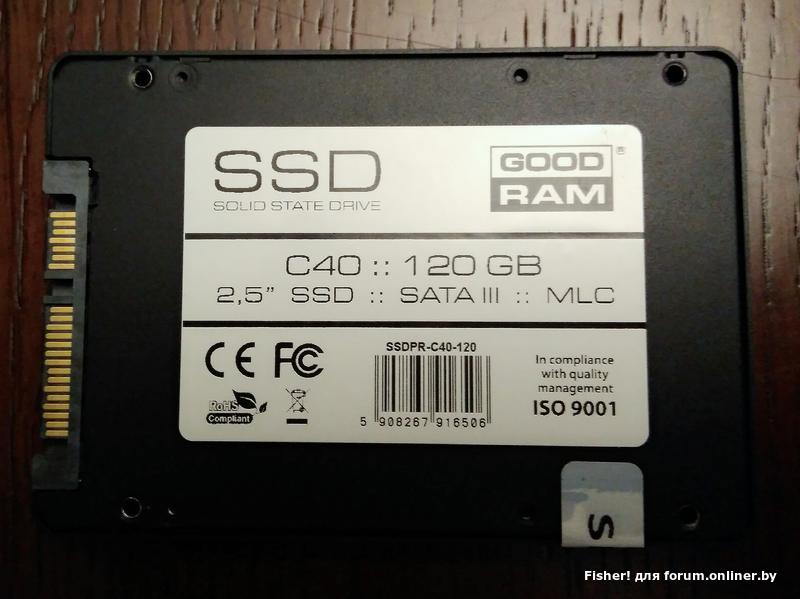 SSD
SOLID STATE DRIVE
GOOD
RAM
®
C40 :: 120 GB
2,5” SSD :: SATA III :: MLC
CE FC
RoHS
Compliant
SSDPR-C40-120
5 908267 916506
In compliance
with quality
management
ISO 9001
S
Fisher! для forum.onliner.by